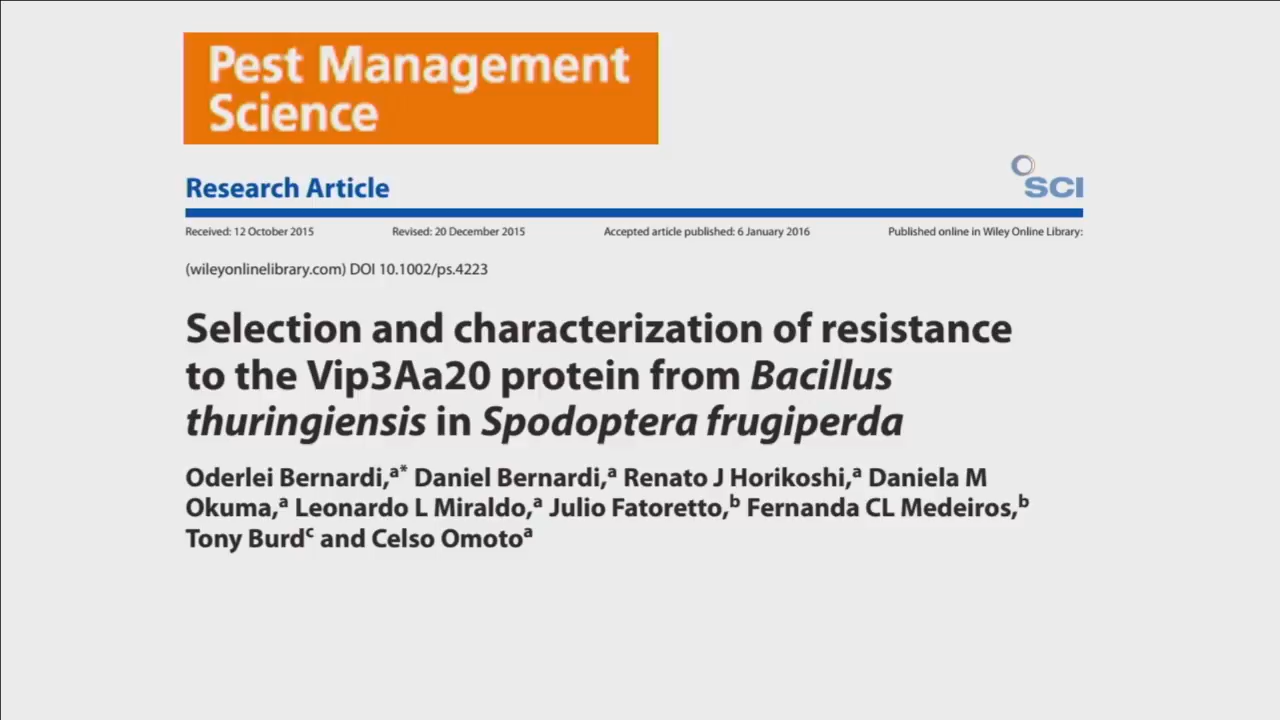 Pest Management
Science
SCI
Research Article
Received: 12 October 2015 Revised: 20 December 2015 Accepted article published: 6 January 2016 Published online in Wiley Online Library:
(wileyonlinelibrary.com) DOI 10.1002/ps.4223
Selection and characterization of resistance
to the Vip3Aa20 protein from Bacillus
thuringiensis in Spodoptera frugiperda
Oderlei Bernardi,a* Daniel Bernardi,a Renato J Horikoshi,a Daniela M
Okuma,a Leonardo L Miraldo,a Julio Fatoretto,b Fernanda CL Medeiros,b
Tony Burdc and Celso Omotoa